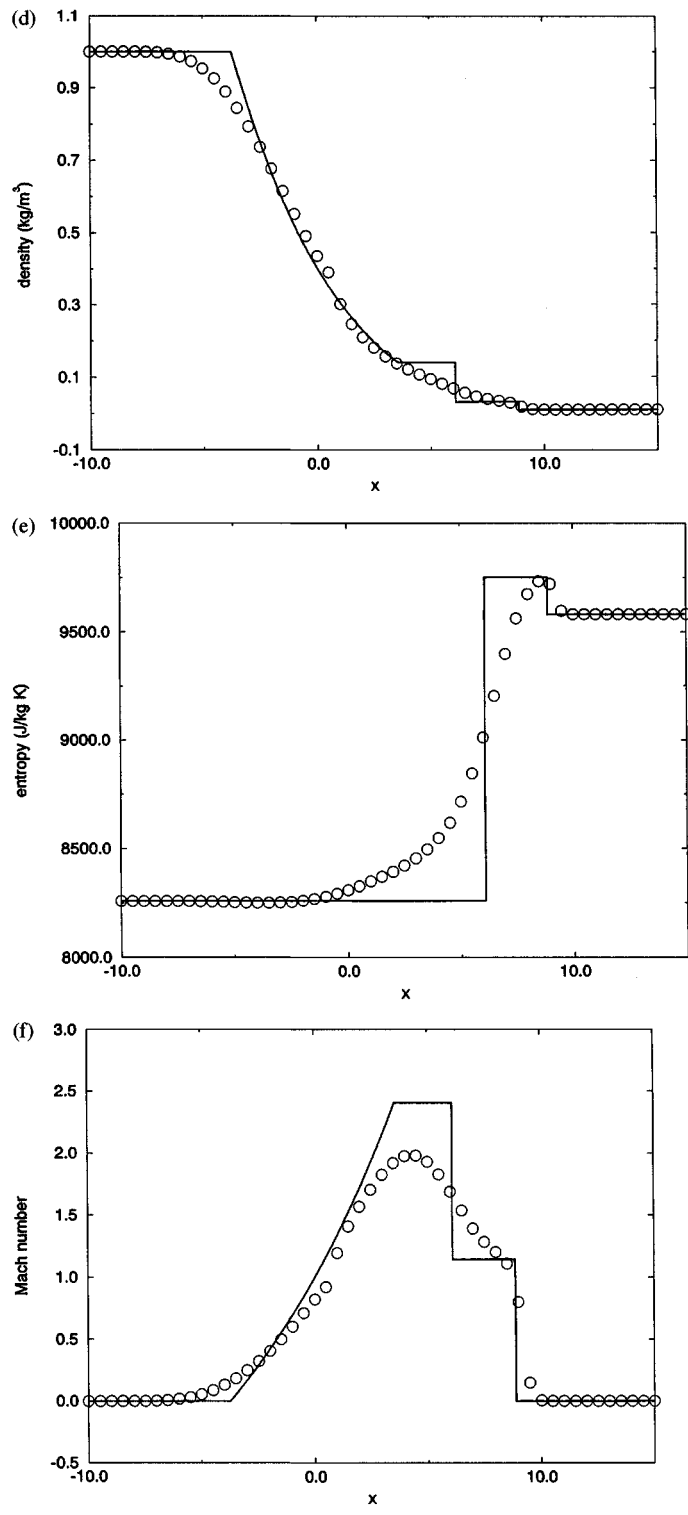 (d)
1.1
0.9
0.7
0.5
0.3
0.1
-0.1
density (kg/m³)
-10.0 0.0 10.0
x
(e)
10000.0
9500.0
9000.0
8500.0
8000.0
entropy (J/kg K)
-10.0 0.0 10.0
x
(f)
3.0
2.5
2.0
1.5
1.0
0.5
0.0
-0.5
Mach number
-10.0 0.0 10.0
x